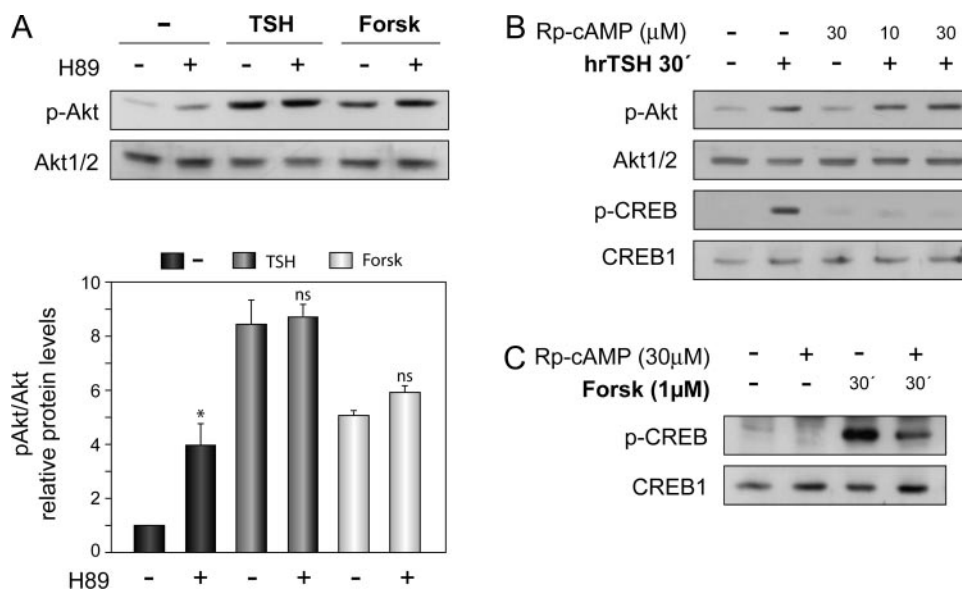 A
– TSH Forsk
H89 - + - + - +
p-Akt
Akt1/2
– TSH Forsk
pAkt/Akt
relative protein levels
10
8
6
4
2
0
*
ns
ns
H89 - + - + - +
B
Rp-cAMP (µM) - - 30 10 30
hrTSH 30´ - + - + +
p-Akt
Akt1/2
p-CREB
CREB1
C
Rp-cAMP (30µM) - + - +
Forsk (1µM) - - 30´ 30´
p-CREB
CREB1